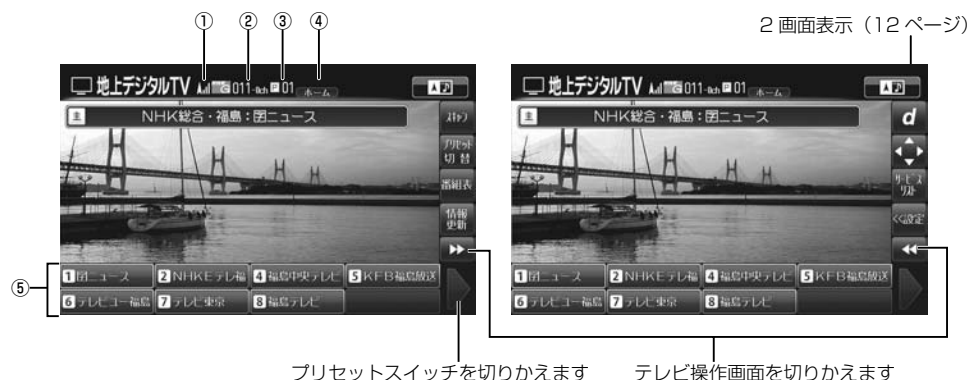 ① ② ③ ④
2 画面表示（12 ページ）
地上デジタルTV 011 01 ホーム
主 NHK総合・福島：字ニュース
スキャン
プリセット
切 替
番組表
情報
更新
⑤
1 字ニュース 2 NHKEテレ福 4 福島中央テレビ 5 KFB福島放送
6 テレビユー福島 7 テレビ東京 8 福島テレビ
地上デジタルTV 011 01 ホーム
主 NHK総合・福島：字ニュース
d
サービス
リスト
<<設定
1 字ニュース 2 NHKEテレ福 4 福島中央テレビ 5 KFB福島放送
6 テレビユー福島 7 テレビ東京 8 福島テレビ
プリセットスイッチを切りかえます
テレビ操作画面を切りかえます